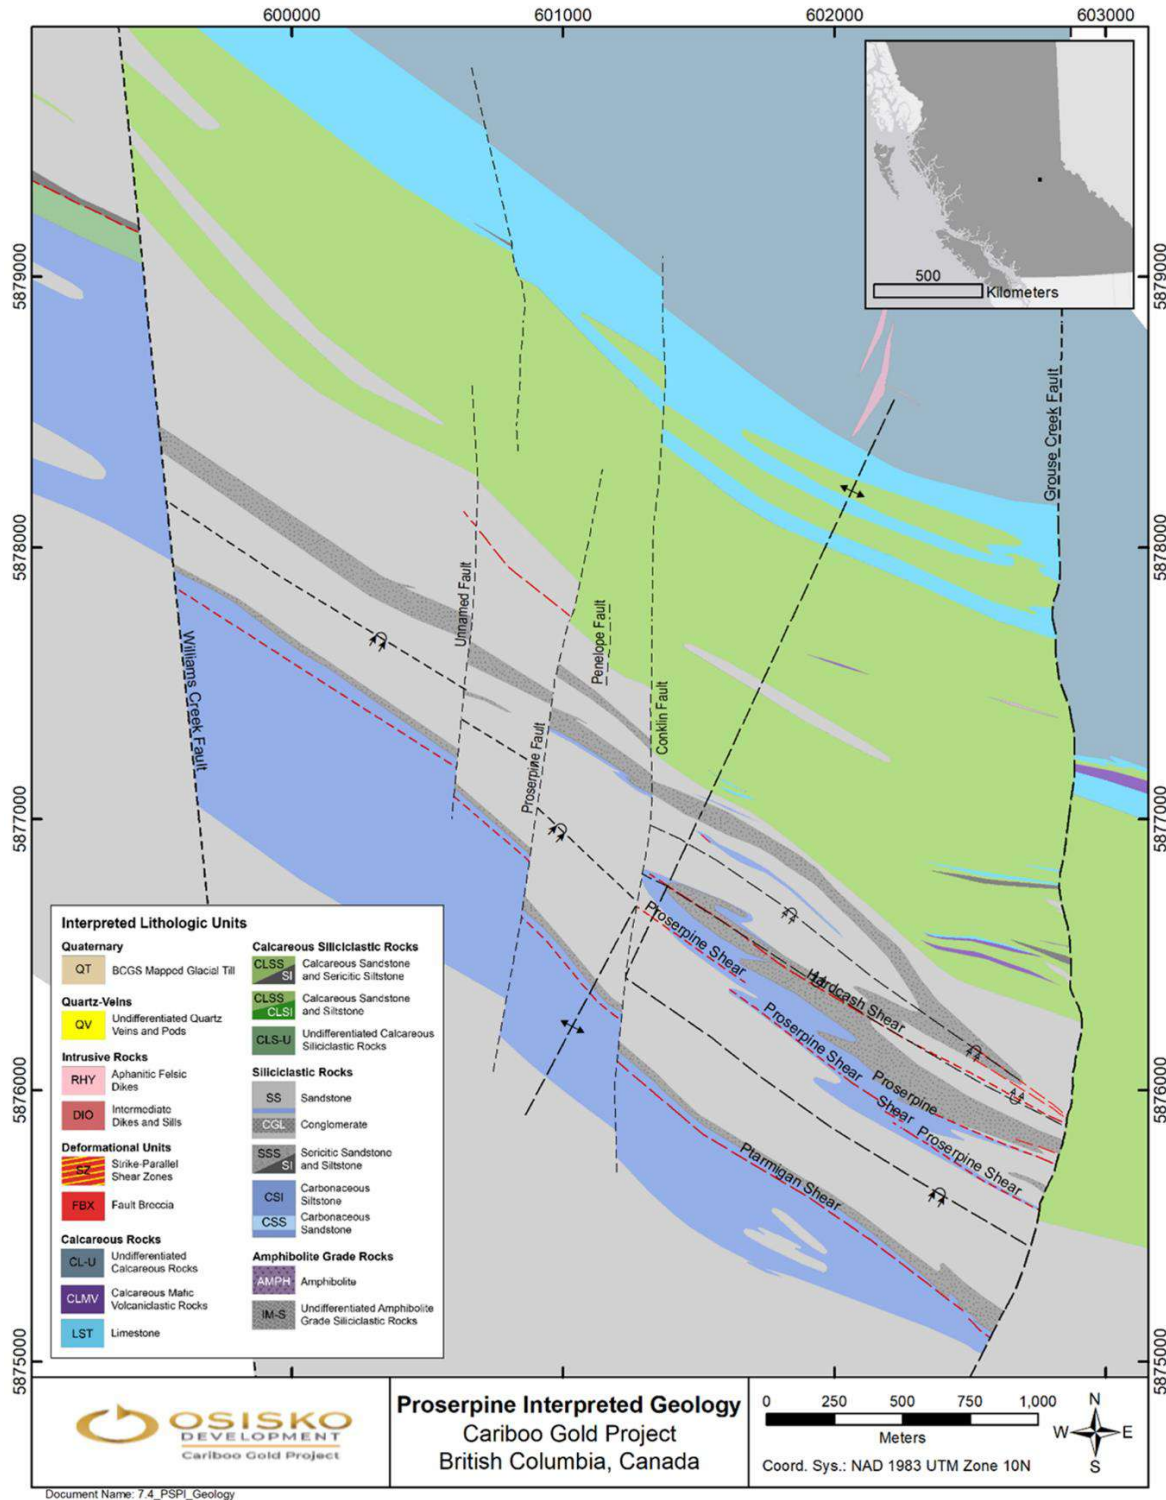 600000 601000 602000 603000
5879000 5879000
5878000 5878000
5877000 5877000
5876000 5876000
5875000 5875000
500
Kilometers
Grouse Creek Fault
Williams Creek Fault
Unnamed Fault
Proserpine Fault
Penelope Fault
Conklin Fault
Proserpine Shear
Hardcash Shear
Proserpine Shear
Proserpine
Shear
Proserpine Shear
Ptarmigan Shear
Interpreted Lithologic Units
Quaternary
QT BCGS Mapped Glacial Till
Quartz-Veins
QV Undifferentiated Quartz
Veins and Pods
Intrusive Rocks
RHY Aphanitic Felsic
Dikes
DIO Intermediate
Dikes and Sills
Deformational Units
SZ Strike-Parallel
Shear Zones
FBX Fault Breccia
Calcareous Rocks
CL-U Undifferentiated
Calcareous Rocks
CLMV Calcareous Mafic
Volcaniclastic Rocks
LST Limestone
Calcareous Siliciclastic Rocks
CLSS SI Calcareous Sandstone
and Sericitic Siltstone
CLSS CLSI Calcareous Sandstone
and Siltstone
CLS-U Undifferentiated Calcareous
Siliciclastic Rocks
Siliciclastic Rocks
SS Sandstone
CGL Conglomerate
SSS SI Sericitic Sandstone
and Siltstone
CSI Carbonaceous
Siltstone
CSS Carbonaceous
Sandstone
Amphibolite Grade Rocks
AMPH Amphibolite
IM-S Undifferentiated Amphibolite
Grade Siliciclastic Rocks
OSISKO
DEVELOPMENT
Cariboo Gold Project
Proserpine Interpreted Geology
Cariboo Gold Project
British Columbia, Canada
0 250 500 750 1,000
Meters
Coord. Sys.: NAD 1983 UTM Zone 10N
N
W E
S
Document Name: 7.4_PSPI_Geology